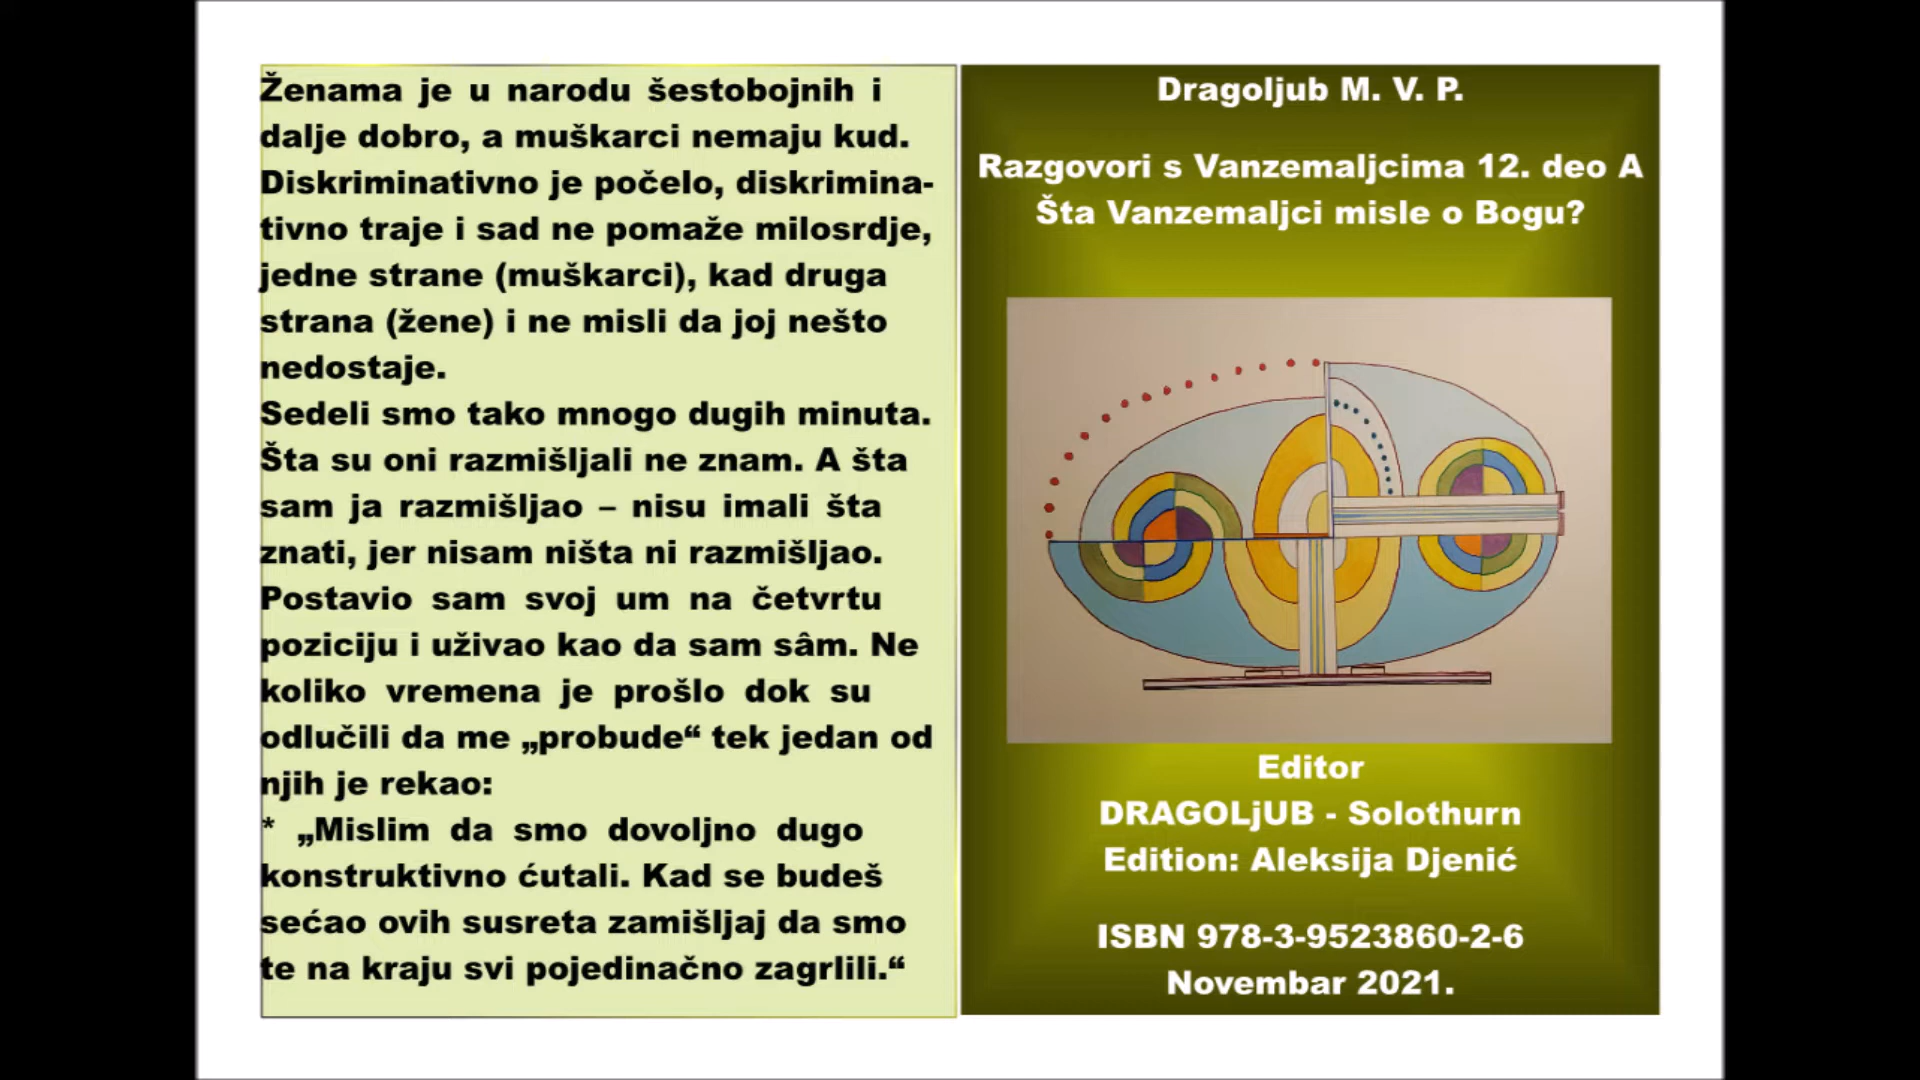 Ženama je u narodu šestobojnih i
dalje dobro, a muškarci nemaju kud.
Diskriminativno je počelo, diskrimina-
tivno traje i sad ne pomaže milosrdje,
jedne strane (muškarci), kad druga
strana (žene) i ne misli da joj nešto
nedostaje.
Sedeli smo tako mnogo dugih minuta.
Šta su oni razmišljali ne znam. A šta
sam ja razmišljao – nisu imali šta
znati, jer nisam ništa ni razmišljao.
Postavio sam svoj um na četvrtu
poziciju i uživao kao da sam sâm. Ne
koliko vremena je prošlo dok su
odlučili da me „probude“ tek jedan od
njih je rekao:
* „Mislim da smo dovoljno dugo
konstruktivno ćutali. Kad se budeš
sećao ovih susreta zamišljaj da smo
te na kraju svi pojedinačno zagrlili.“
Dragoljub M. V. P.
Razgovori s Vanzemaljcima 12. deo A
Šta Vanzemaljci misle o Bogu?
Editor
DRAGOLjUB - Solothurn
Edition: Aleksija Djenić
ISBN 978-3-9523860-2-6
Novembar 2021.